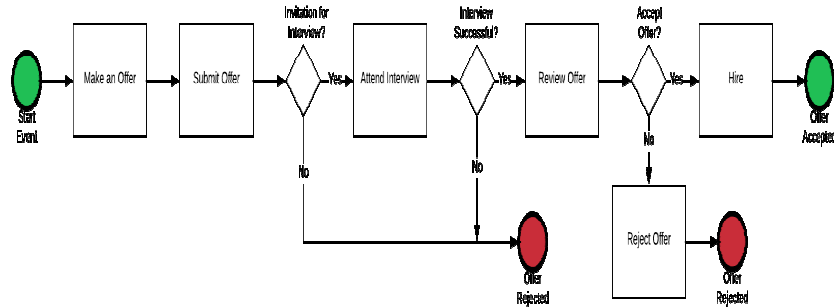 Invitation for
Interview?
Interview
Successful?
Accept
Offer?
Make an Offer
Submit Offer
Yes
Attend Interview
Yes
Review Offer
Yes
Hire
Start
Event
Offer
Accepted
No
No
No
Reject Offer
Offer
Rejected
Offer
Rejected